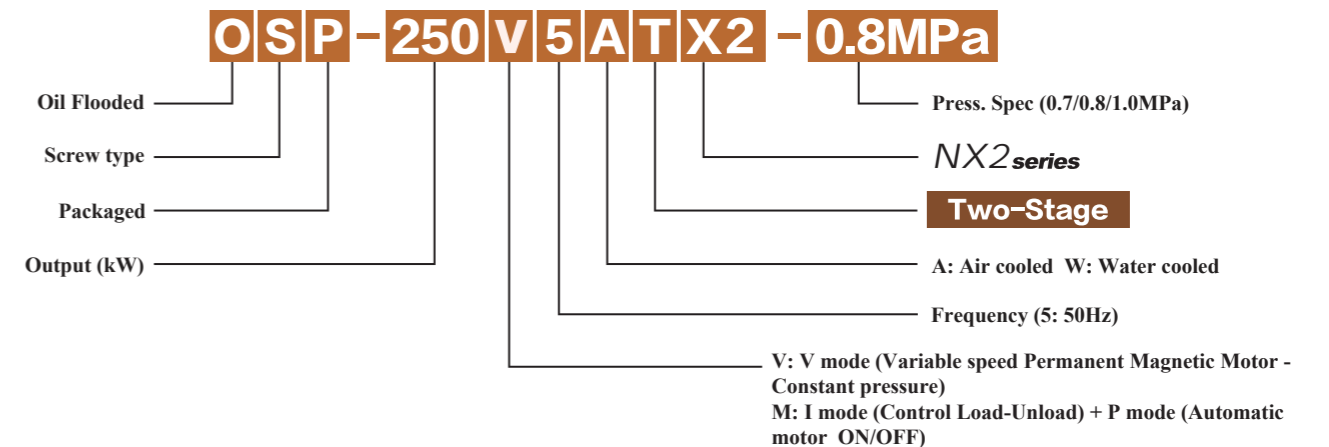 OSP-250V5ATX2-0.8MPa
Oil Flooded
Screw type
Packaged
Output (kW)
Press. Spec (0.7/0.8/1.0MPa)
NX2 series
Two-Stage
A: Air cooled W: Water cooled
Frequency (5: 50Hz)
V: V mode (Variable speed Permanent Magnetic Motor -
Constant pressure)
M: I mode (Control Load-Unload) + P mode (Automatic
motor ON/OFF)